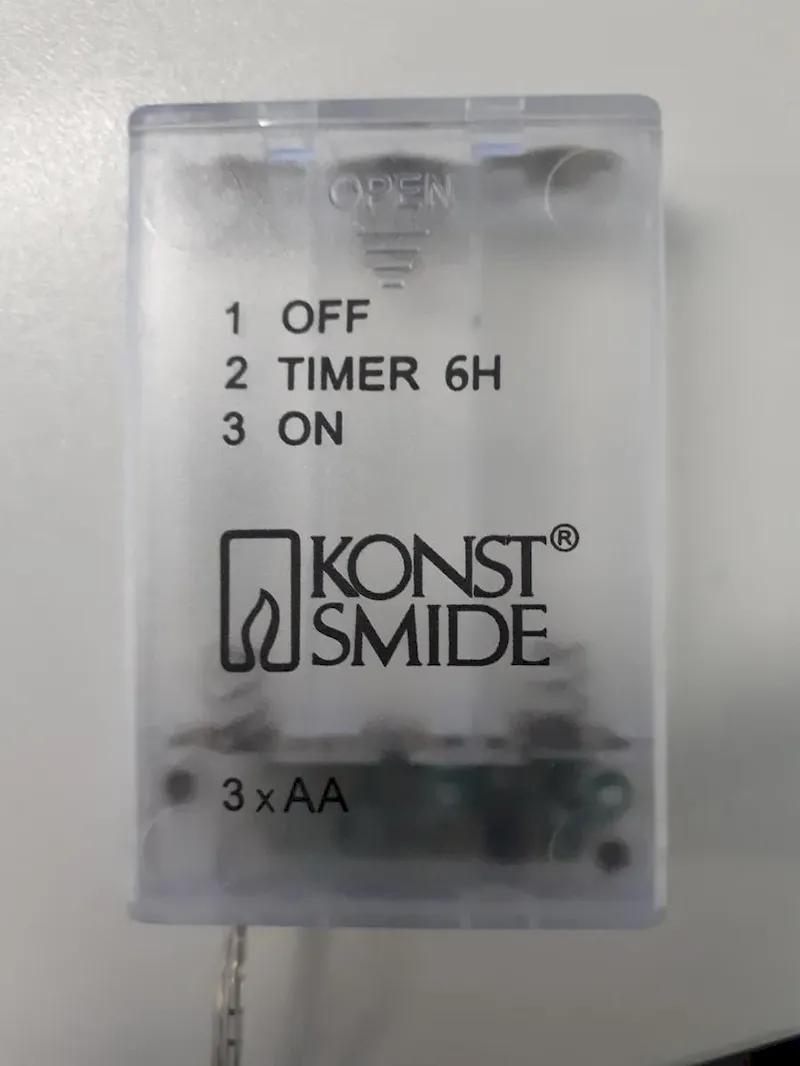 OPEN
1 OFF
2 TIMER 6H
3 ON
KONST®
SMIDE
3 x AA